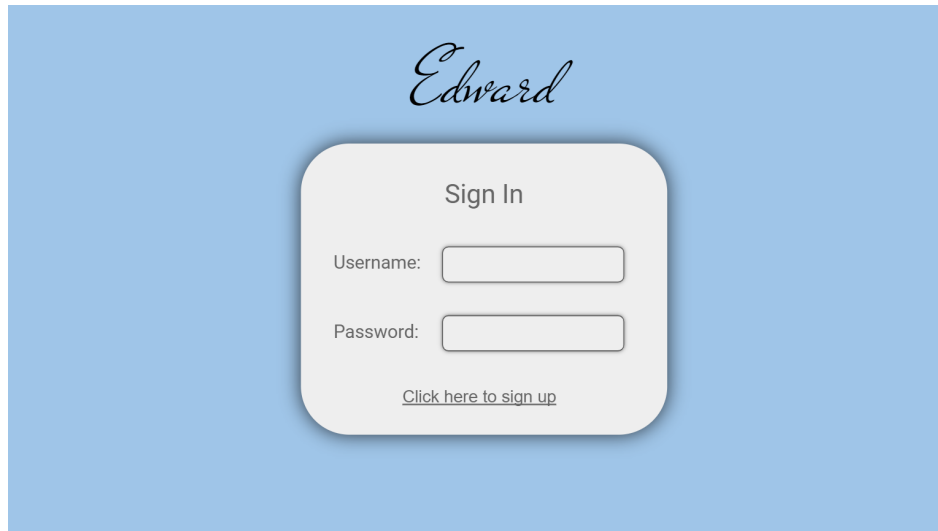 Edward
Sign In
Username:
Password:
Click here to sign up